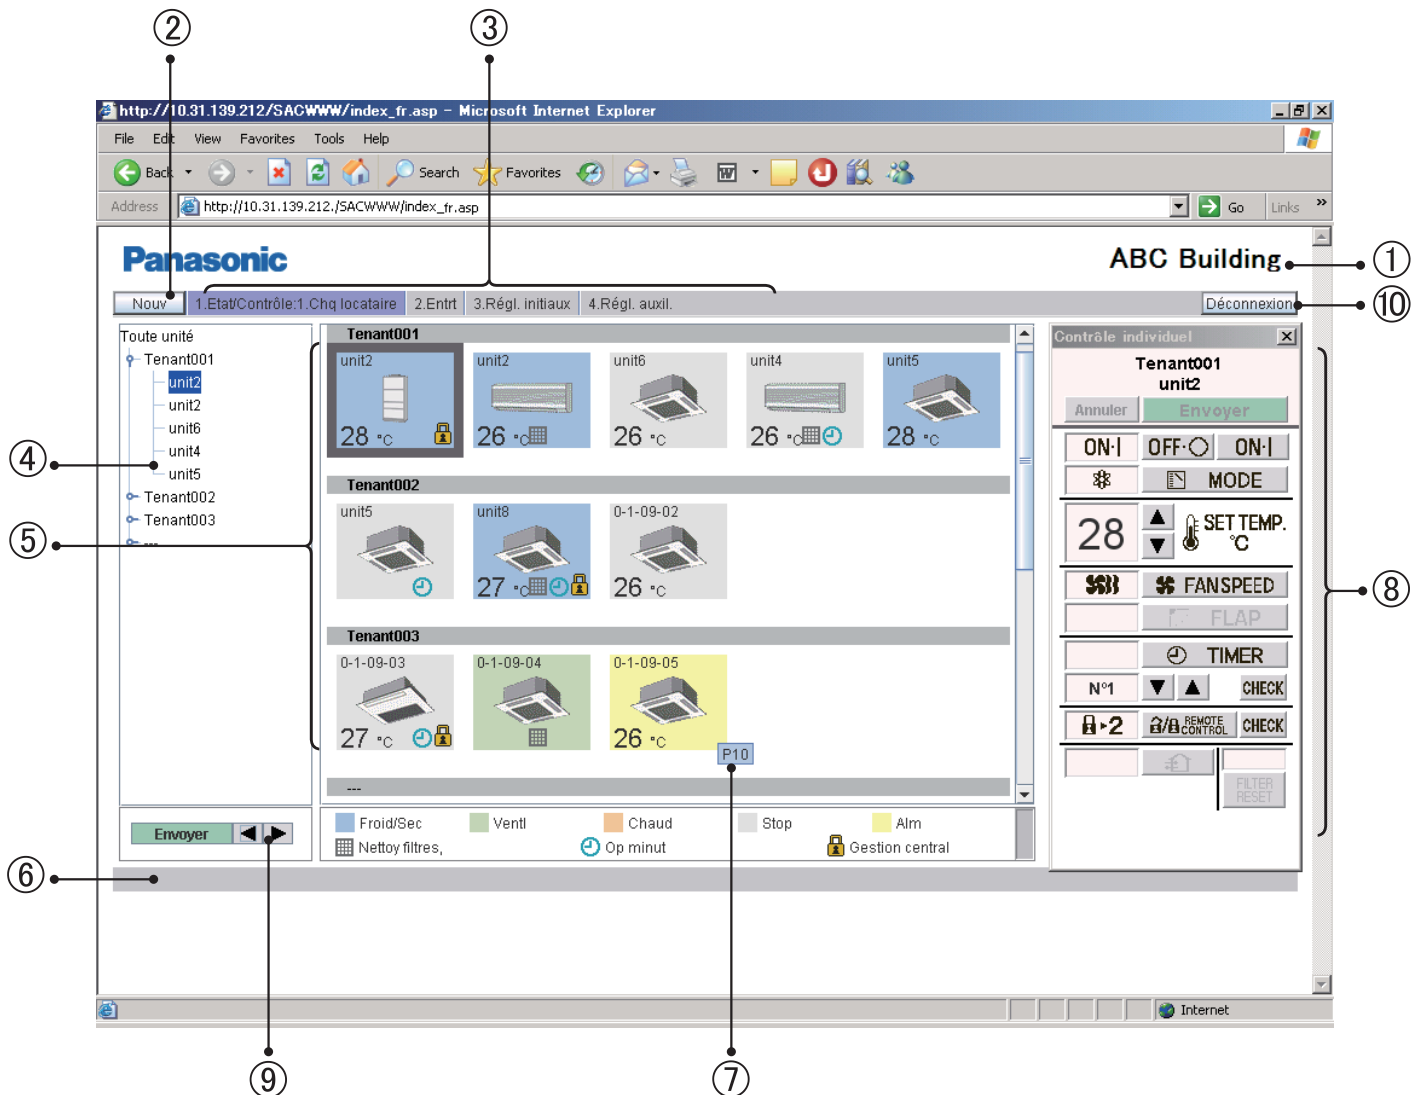 ② ③
http://10.31.139.212/SACWWW/index_fr.asp - Microsoft Internet Explorer
File Edit View Favorites Tools Help
Back Search Favorites
Address http://10.31.139.212./SACWWW/index_fr.asp Go Links »
Panasonic ABC Building ①
Nouv 1.Etat/Contrôle:1.Chq locataire 2.Entrt 3.Régl. initiaux 4.Régl. auxil. Déconnexion ⑩
Toute unité
Tenant001
unit2
unit2
unit6
unit4
unit5
Tenant002
Tenant003
---
④
⑤
Tenant001
unit2 unit2 unit6 unit4 unit5
28 °C 26 °C 26 °C 26 °C 28 °C
Tenant002
unit5 unit8 0-1-09-02
27 °C 26 °C
Tenant003
0-1-09-03 0-1-09-04 0-1-09-05
27 °C 26 °C
P10
---
Contrôle individuel
Tenant001
unit2
Annuler Envoyer
ON·| OFF·○ ON·|
MODE
28 SET TEMP.
°C
FAN SPEED
FLAP
TIMER
N°1 ▼ ▲ CHECK
▸2 REMOTE CONTROL CHECK
FILTER
RESET
⑧
Envoyer ◀ ▶
Froid/Sec Ventl Chaud Stop Alm
Nettoy filtres, Op minut Gestion central
⑥
Internet
⑨ ⑦